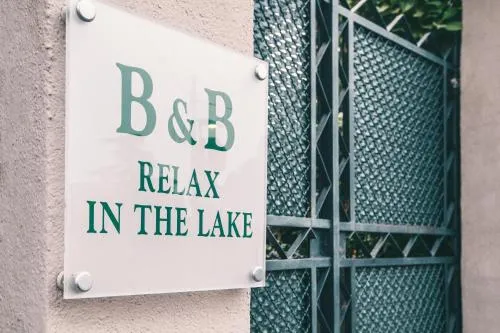 B & B
RELAX
IN THE LAKE